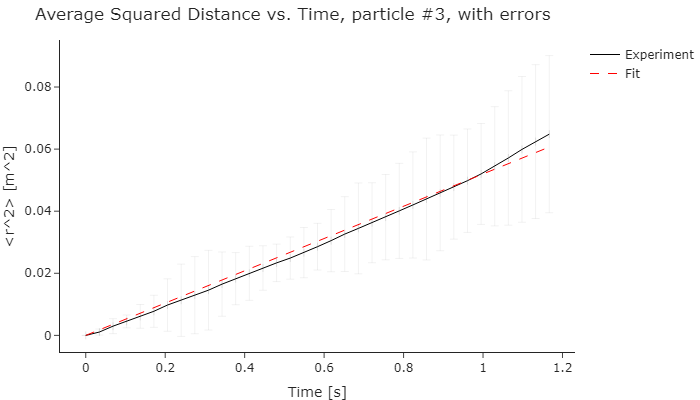 Average Squared Distance vs. Time, particle #3, with errors
Experiment
Fit
<r^2> [m^2]
0.08
0.06
0.04
0.02
0
0 0.2 0.4 0.6 0.8 1 1.2
Time [s]